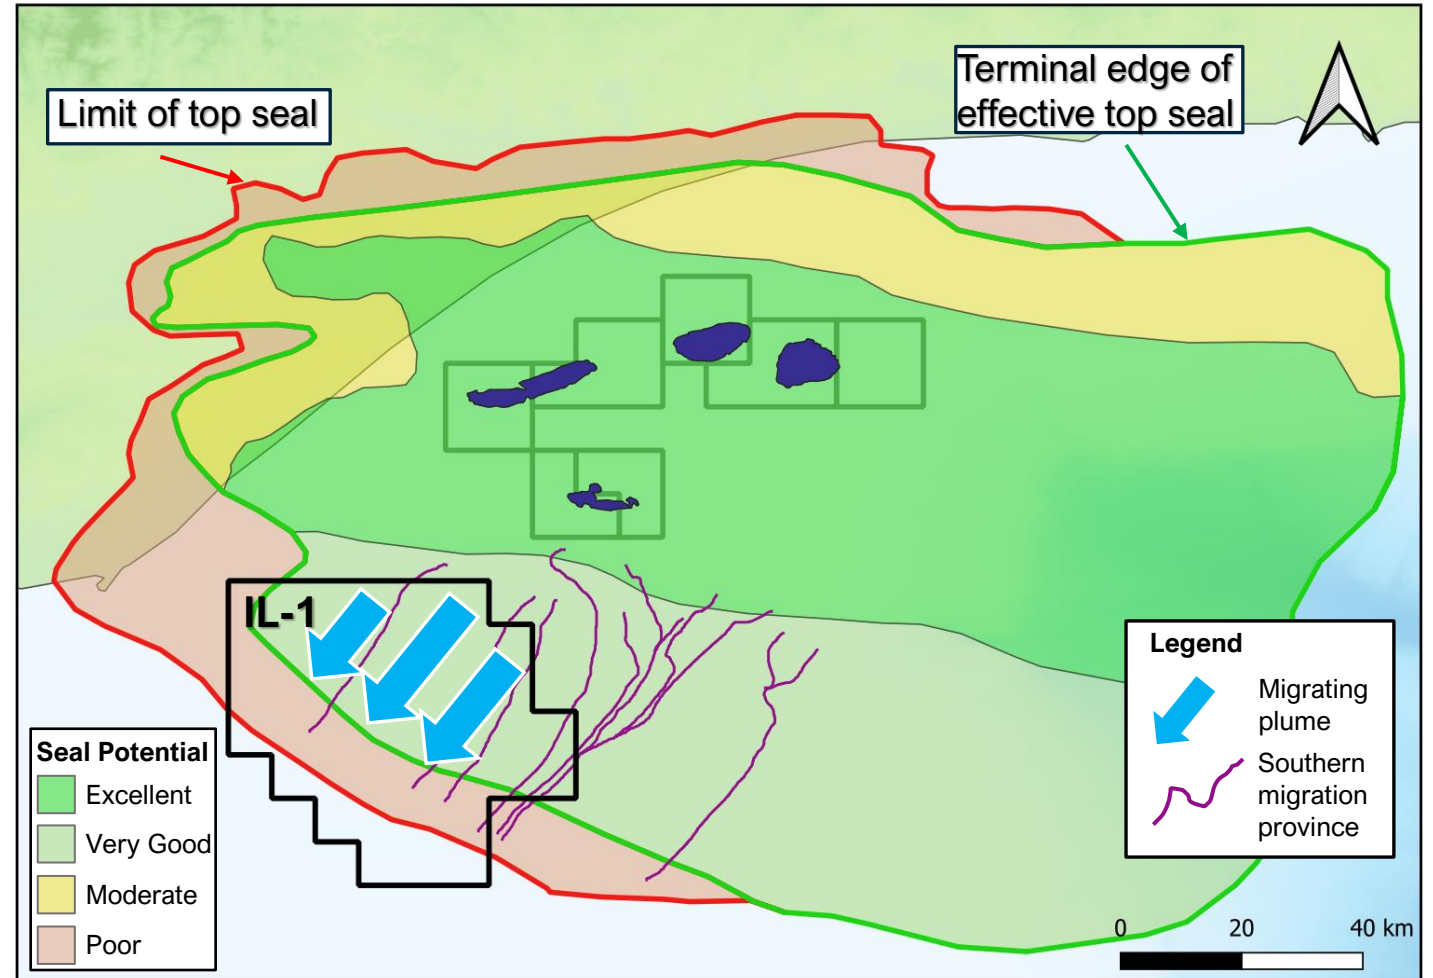 Limit of top seal
Terminal edge of
effective top seal
IL-1
Legend
Migrating
plume
Southern
migration
province
Seal Potential
Excellent
Very Good
Moderate
Poor
0 20 40 km